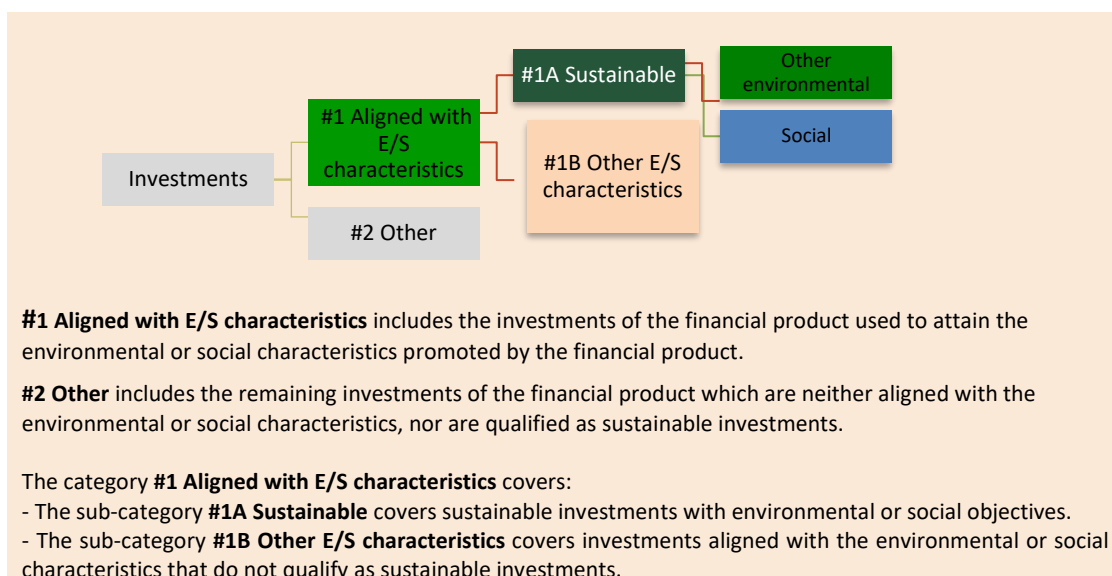 #1A Sustainable
Other
environmental
#1 Aligned with
E/S
characteristics
Social
#1B Other E/S
characteristics
Investments
#2 Other
#1 Aligned with E/S characteristics includes the investments of the financial product used to attain the
environmental or social characteristics promoted by the financial product.
#2 Other includes the remaining investments of the financial product which are neither aligned with the
environmental or social characteristics, nor are qualified as sustainable investments.
The category #1 Aligned with E/S characteristics covers:
- The sub-category #1A Sustainable covers sustainable investments with environmental or social objectives.
- The sub-category #1B Other E/S characteristics covers investments aligned with the environmental or social
characteristics that do not qualify as sustainable investments.